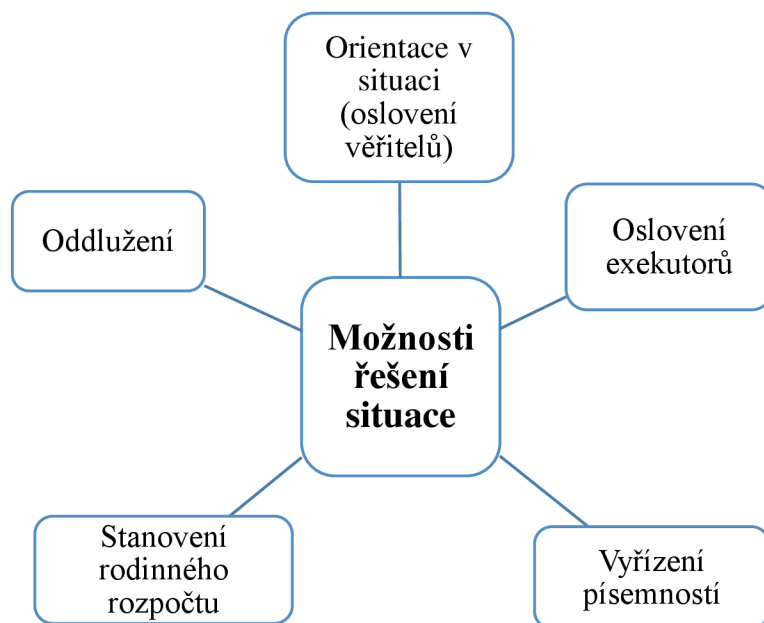 Orientace v
situaci
(oslovení
věřitelů)
Oddlužení
Oslovení
exekutorů
Možnosti
řešení
situace
Stanovení
rodinného
rozpočtu
Vyřízení
písemností